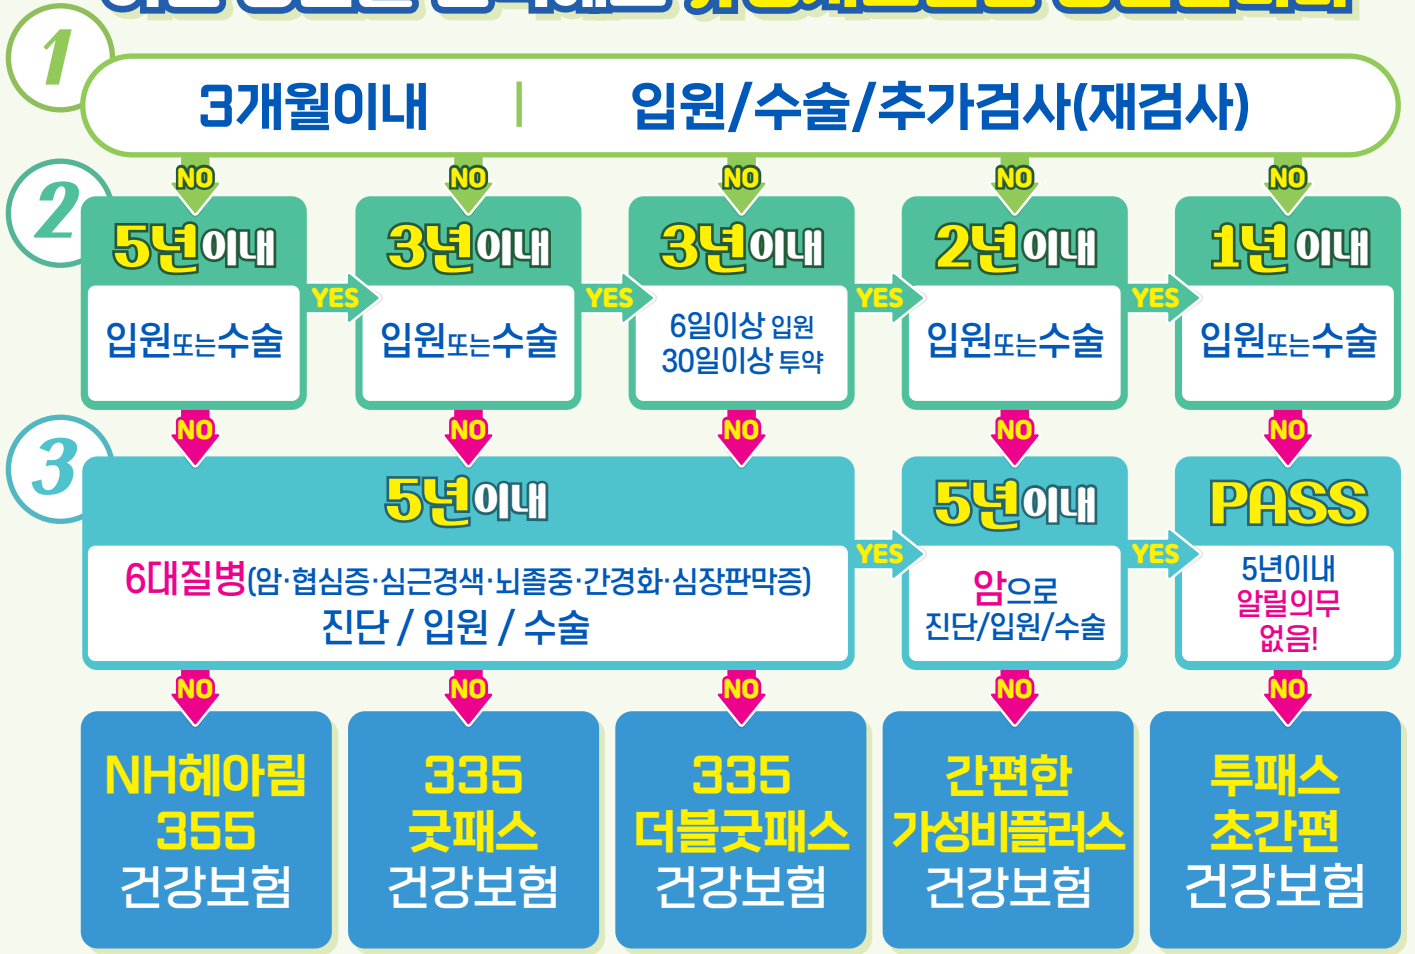 1
3개월이내 | 입원/수술/추가검사(재검사)
NO NO NO NO NO
2
5년이내
입원또는수술
YES
3년이내
입원또는수술
YES
3년이내
6일이상 입원
30일이상 투약
YES
2년이내
입원또는수술
YES
1년이내
입원또는수술
NO NO NO NO NO
3
5년이내
6대질병(암·협심증·심근경색·뇌졸중·간경화·심장판막증)
진단 / 입원 / 수술
YES
5년이내
암으로
진단/입원/수술
YES
PASS
5년이내
알릴의무
없음!
NO NO NO NO NO
NH헤아림
355
건강보험
335
굿패스
건강보험
335
더블굿패스
건강보험
간편한
가성비플러스
건강보험
투패스
초간편
건강보험